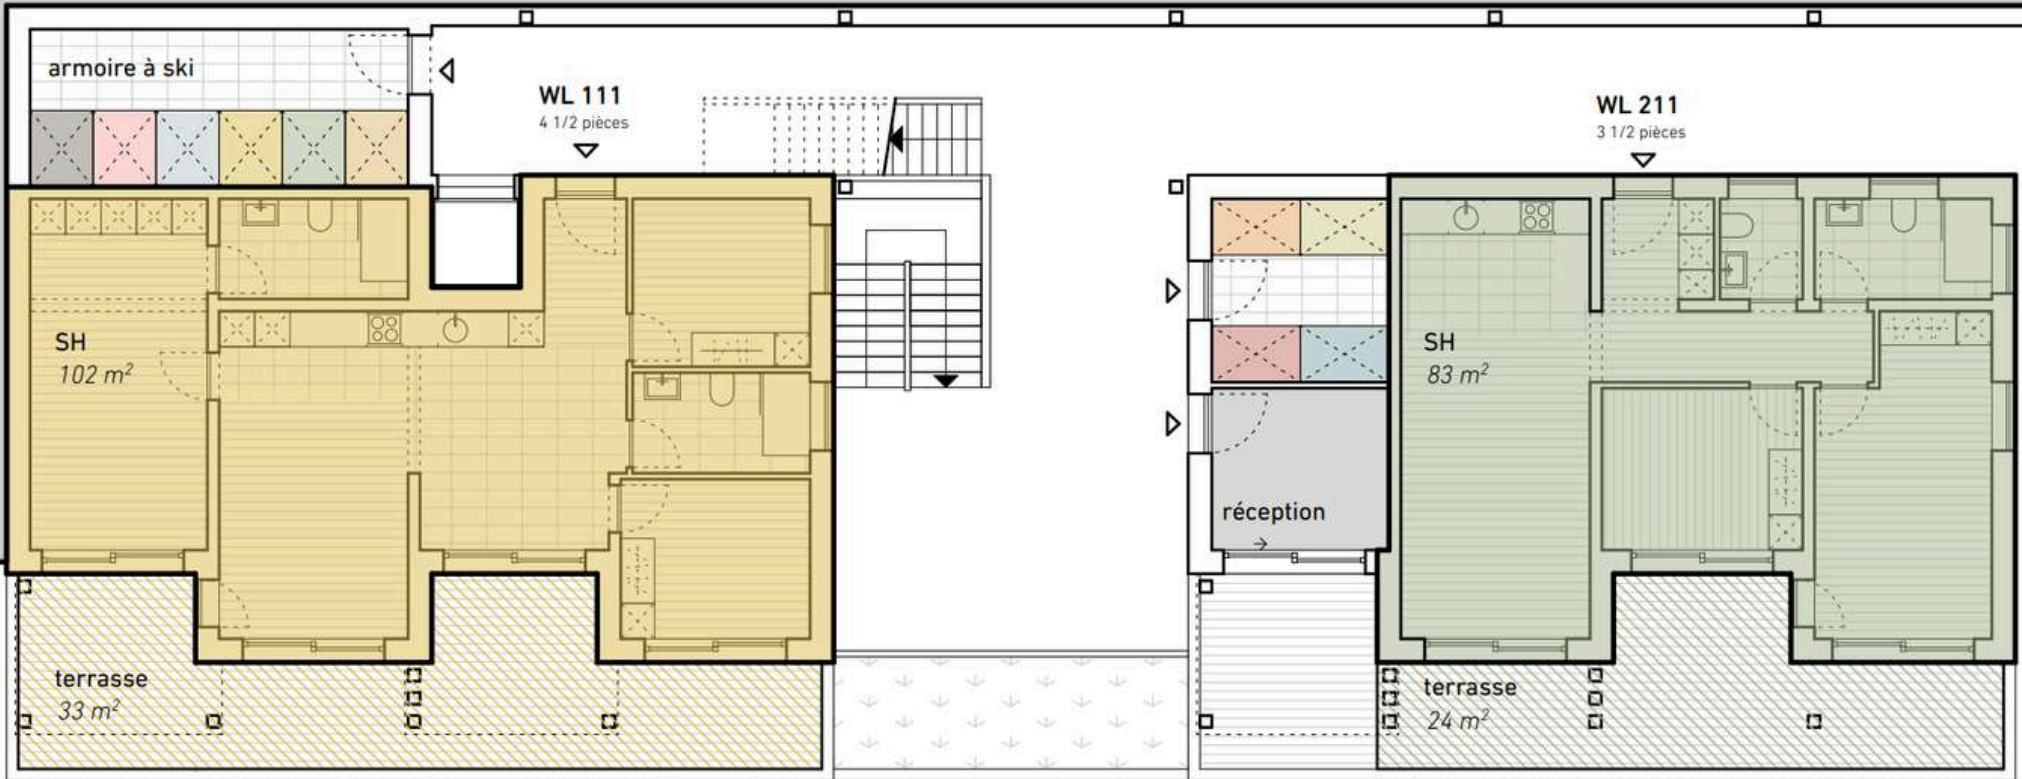 armoire à ski
WL 111
4 1/2 pièces
WL 211
3 1/2 pièces
SH
102 m²
SH
83 m²
réception
terrasse
33 m²
terrasse
24 m²